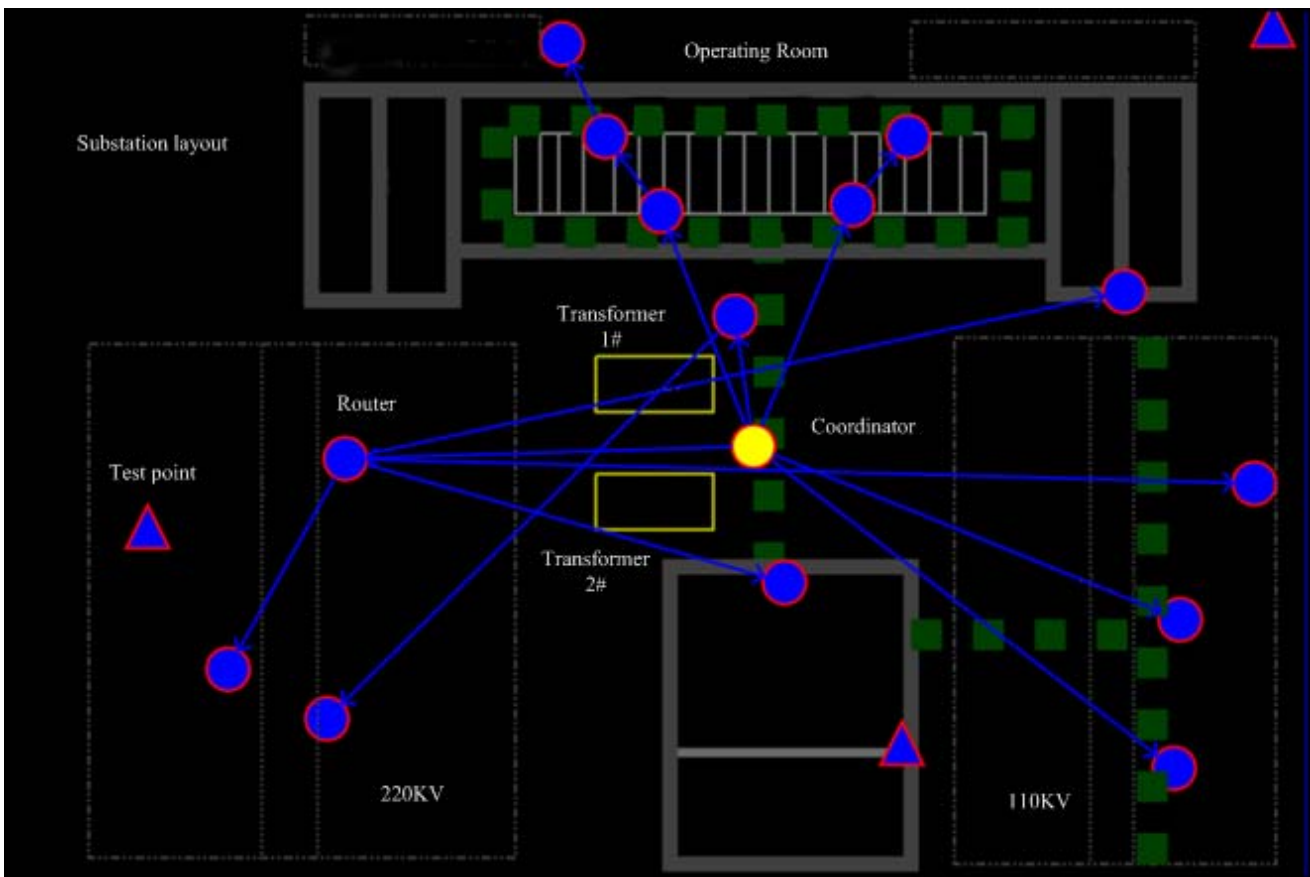 Operating Room
Substation layout
Transformer
1#
Router
Coordinator
Test point
Transformer
2#
220KV
110KV